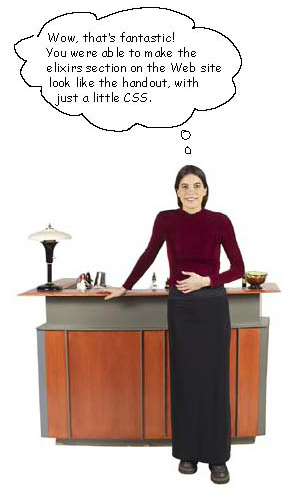 Wow, that's fantastic!
You were able to make the
elixirs section on the Web site
look like the handout, with
just a little CSS.